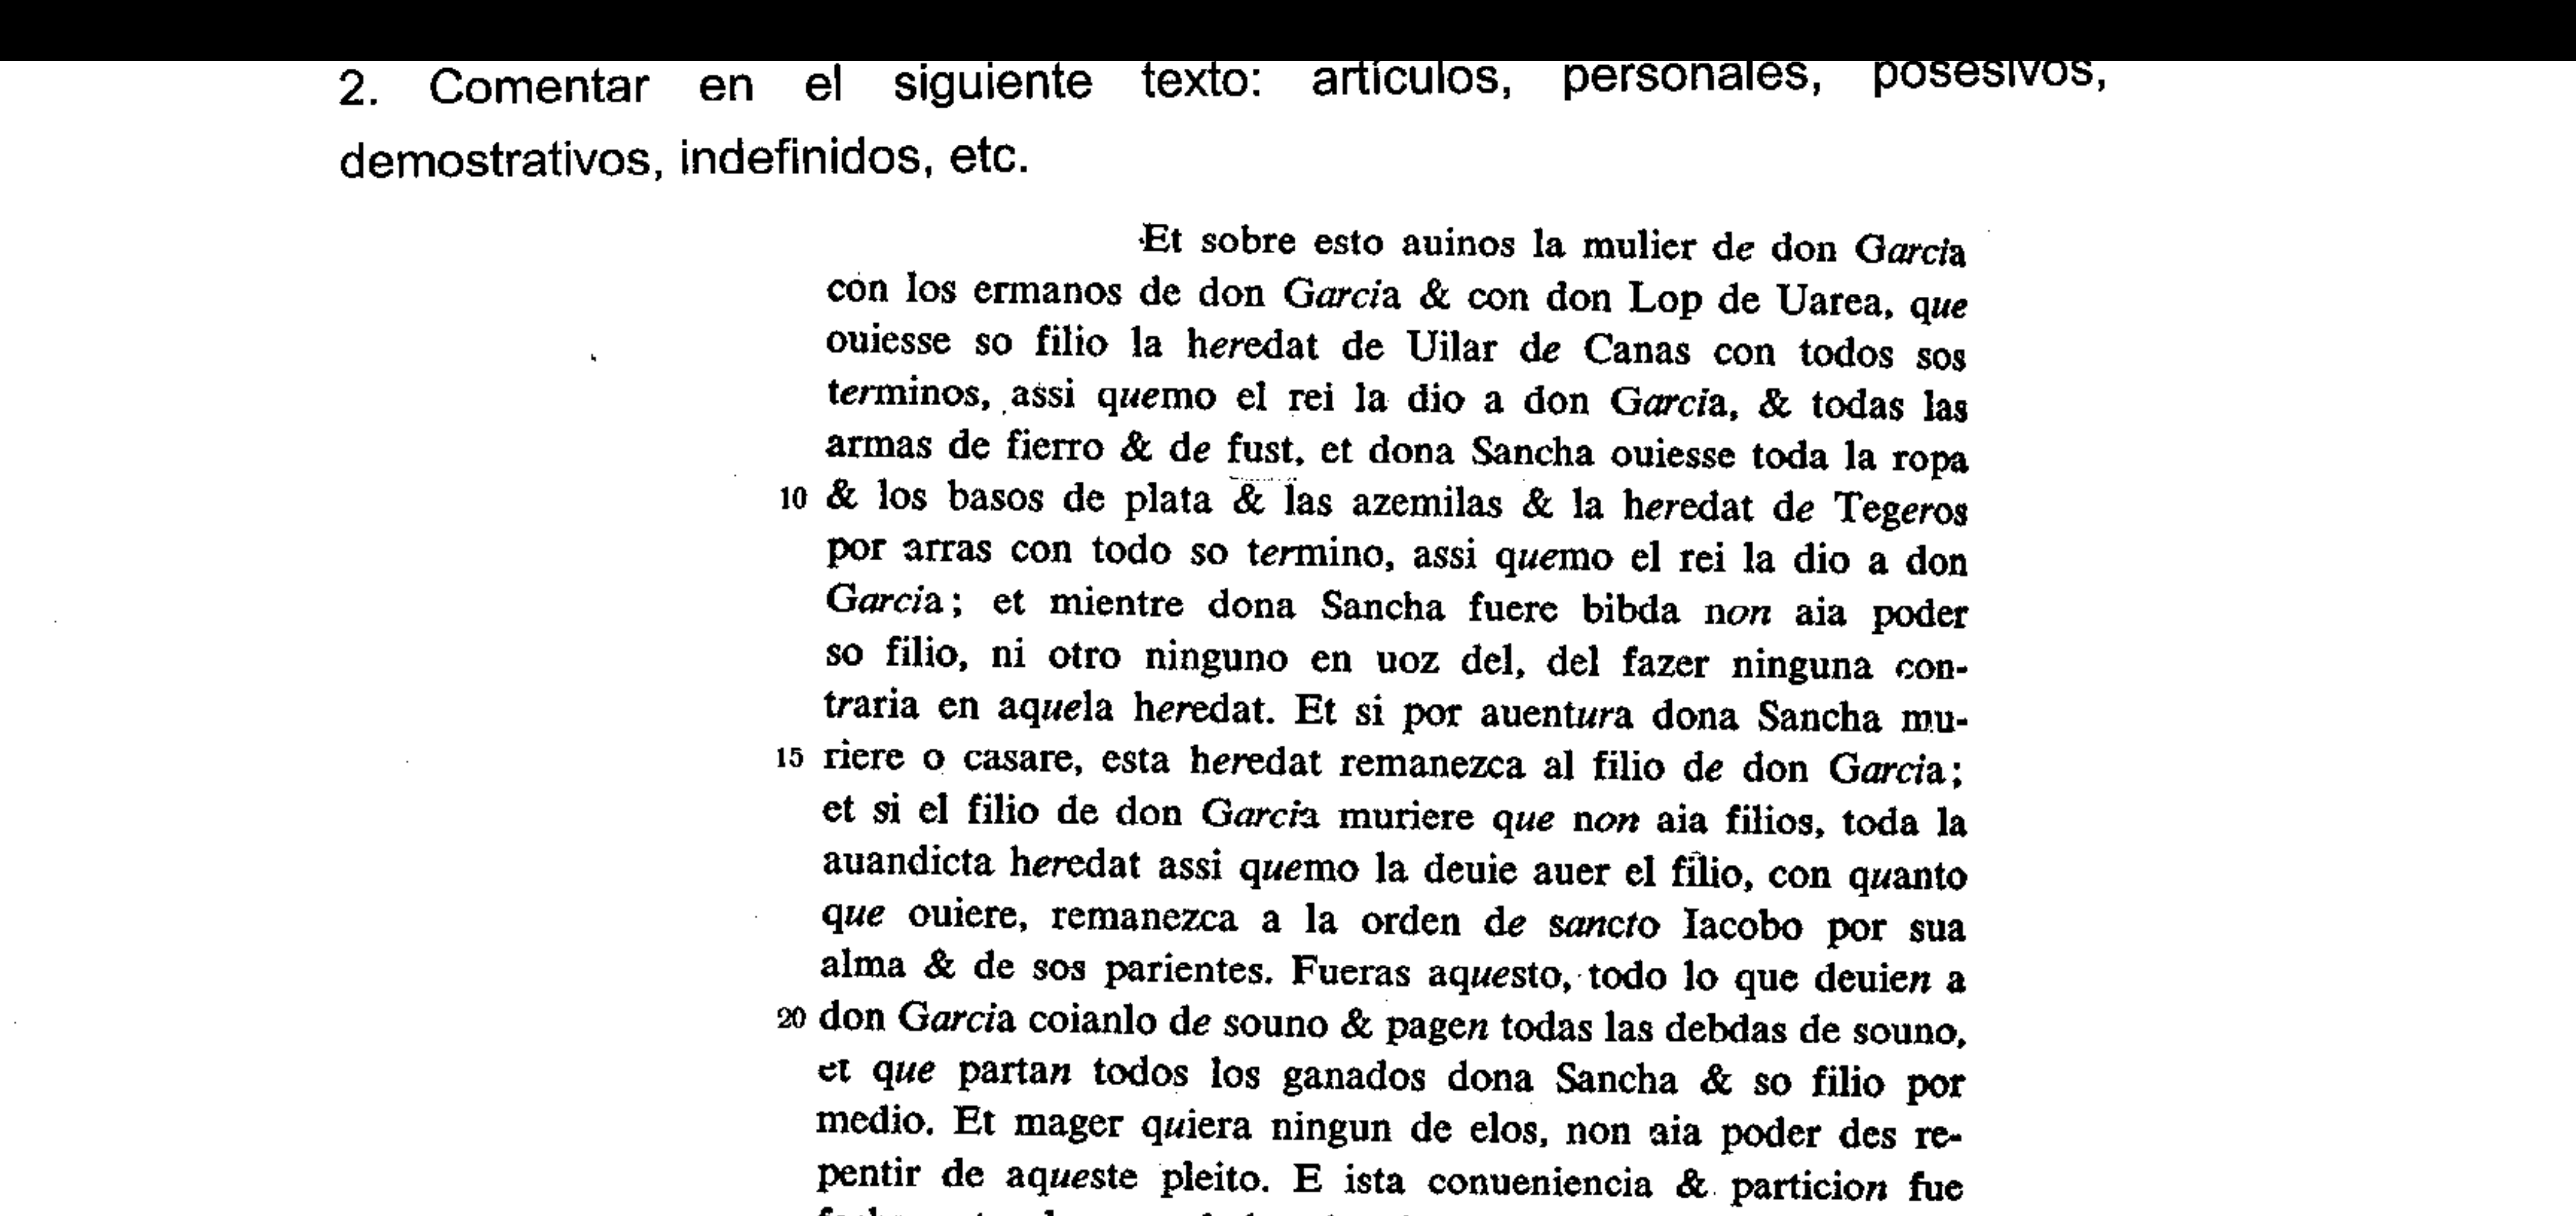 2. Comentar en el siguiente texto: artículos, personales, posesivos,
demostrativos, indefinidos, etc.
Et sobre esto auinos la mulier de don Garcia
con los ermanos de don Garcia & con don Lop de Uarea, que
ouiesse so filio la heredat de Uilar de Canas con todos sos
terminos, assi quemo el rei la dio a don Garcia, & todas las
armas de fierro & de fust, et dona Sancha ouiesse toda la ropa
10 & los basos de plata & las azemilas & la heredat de Tegeros
por arras con todo so termino, assi quemo el rei la dio a don
Garcia; et mientre dona Sancha fuere bibda non aia poder
so filio, ni otro ninguno en uoz del, del fazer ninguna con-
traria en aquela heredat. Et si por auentura dona Sancha mu-
15 riere o casare, esta heredat remanezca al filio de don Garcia;
et si el filio de don Garcia muriere que non aia filios, toda la
auandicta heredat assi quemo la deuie auer el filio, con quanto
que ouiere, remanezca a la orden de sancto Iacobo por sua
alma & de sos parientes. Fueras aquesto, todo lo que deuien a
20 don Garcia coianlo de souno & pagen todas las debdas de souno,
et que partan todos los ganados dona Sancha & so filio por
medio. Et mager quiera ningun de elos, non aia poder des re-
pentir de aqueste pleito. E ista conueniencia & particion fue